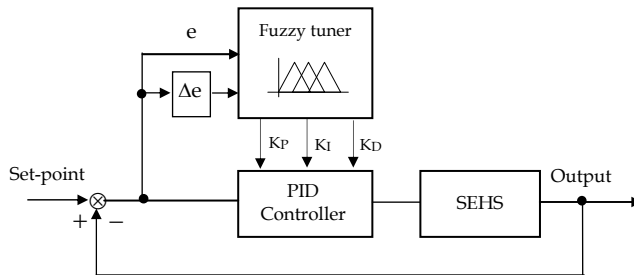 e
Fuzzy tuner
Δe
KP
KI
KD
Set-point
PID
Controller
SEHS
Output
+
−